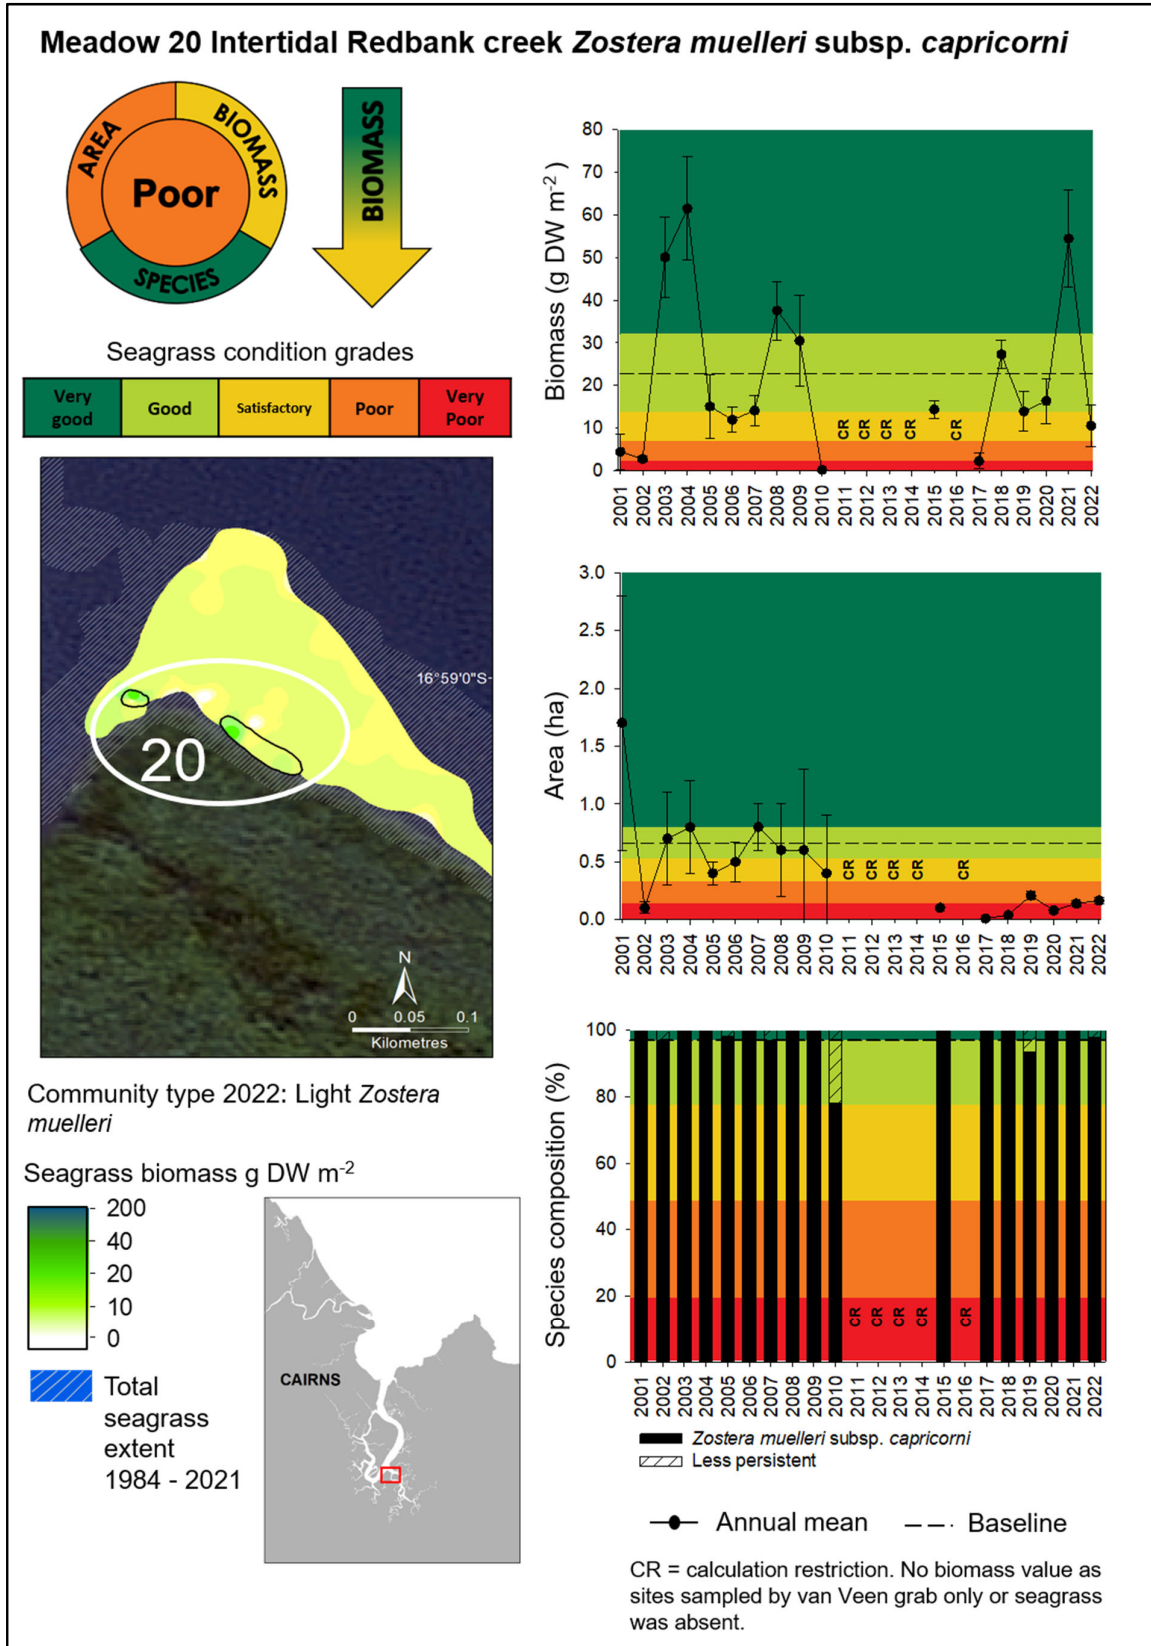 Meadow 20 Intertidal Redbank creek Zostera muelleri subsp. capricorni
AREA
BIOMASS
Poor
SPECIES
BIOMASS
Seagrass condition grades
Very good
Good
Satisfactory
Poor
Very Poor
16°59'0"S
20
N
0 0.05 0.1
Kilometres
Community type 2022: Light Zostera
muelleri
Seagrass biomass g DW m-2
200
40
20
10
0
Total
seagrass
extent
1984 - 2021
CAIRNS
Biomass (g DW m-2)
80
70
60
50
40
30
20
10
0
CR CR CR CR CR
2001 2002 2003 2004 2005 2006 2007 2008 2009 2010 2011 2012 2013 2014 2015 2016 2017 2018 2019 2020 2021 2022
Area (ha)
3.0
2.5
2.0
1.5
1.0
0.5
0.0
CR CR CR CR CR
2001 2002 2003 2004 2005 2006 2007 2008 2009 2010 2011 2012 2013 2014 2015 2016 2017 2018 2019 2020 2021 2022
Species composition (%)
100
80
60
40
20
0
CR CR CR CR CR
2001 2002 2003 2004 2005 2006 2007 2008 2009 2010 2011 2012 2013 2014 2015 2016 2017 2018 2019 2020 2021 2022
Zostera muelleri subsp. capricorni
Less persistent
Annual mean Baseline
CR = calculation restriction. No biomass value as
sites sampled by van Veen grab only or seagrass
was absent.